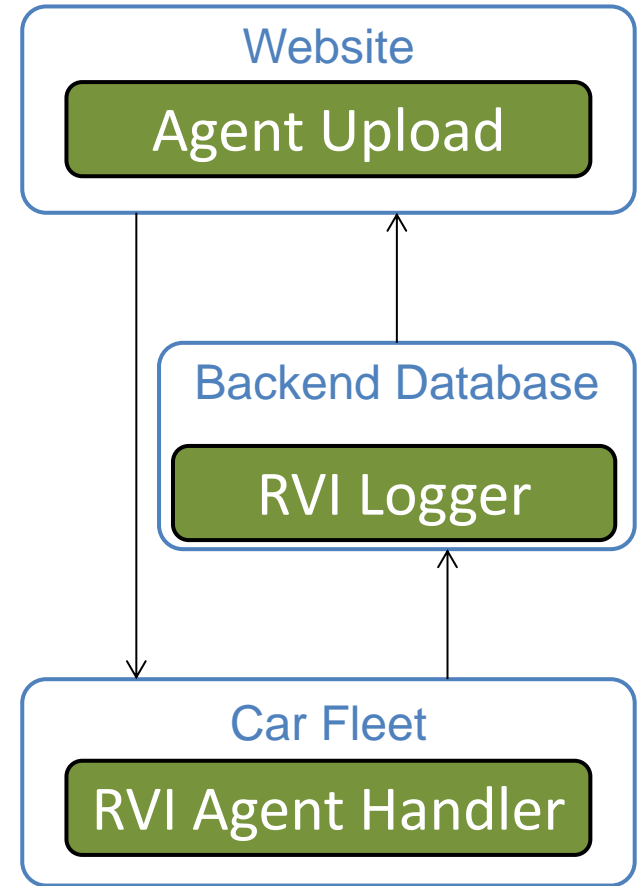 Website
Agent Upload
Backend Database
RVI Logger
Car Fleet
RVI Agent Handler